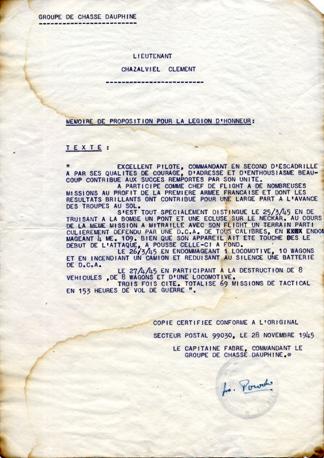 GROUPE DE CHASSE DAUPHINE
LIEUTENANT
CHAZALVIEL CLEMENT
MEMOIRE DE PROPOSITION POUR LA LEGION D'HONNEUR:
TEXTE:
" EXCELLENT PILOTE, COMMANDANT EN SECOND D'ESCADRILLE
A PAR SES QUALITES DE COURAGE, D'ADRESSE ET D'ENTHOUSISME BEAU-
COUP CONTRIBUE AUX SUCCES REMPORTES PAR SON UNITE.
A PARTICIPE COMME CHEF DE FLIGHT A DE NOMBREUSES
MISSIONS AU PROFIT DE LA PREMIERE ARMEE FRANCAISE ET DONT LES
RESULTATS BRILLANTS ONT CONTRIBUE POUR UNE LARGE PART A L'AVANCE
DES TROUPES AU SOL.
S'EST TOUT SPECIALEMENT DISTINGUE LE 25/3/45 EN DE
TRUISANT A LA BOMBE UN PONT ET UNE ECLUSE SUR LE NECKAR. AU COURS
DE LA MEME MISSION A MITRAILLE AVEC SON FLIGHT UN TERRAIN PARTI
CULIEREMENT DEFENDU PAR UNE D.C.A. DE TOUS CALIBRES, EN ENDOM
MAGEANT 4 ME. 109. BIEN QUE SON APPAREIL AIT ETE TOUCHE DES LE
DEBUT DE L'ATTAQUE, A POUSSE CELLE-CI A FOND.
LE 26/3/45 EN ENDOMMAGEANT 1 LOCOMOTIVE, 10 WAGONS
ET EN INCENDIANT UN CAMION ET REDUISANT AU SILENCE UNE BATTERIE
DE D.C.A.
LE 27/4/45 EN PARTICIPANT A LA DESTRUCTION DE 8
VEHICULES ,DE 8 WAGONS ET D'UNE LOCOMOTIVE.
TROIS FOIS CITE. TOTALISE 69 MISSIONS DE TACTICAL
EN 153 HEURES DE VOL DE GUERRE ".
COPIE CERTIFIEE CONFORME A L'ORIGINAL
SECTEUR POSTAL 99030, LE 28 NOVEMBRE 1945
LE CAPITAINE FABRE, COMMANDANT LE
GROUPE DE CHASSE DAUPHINE.